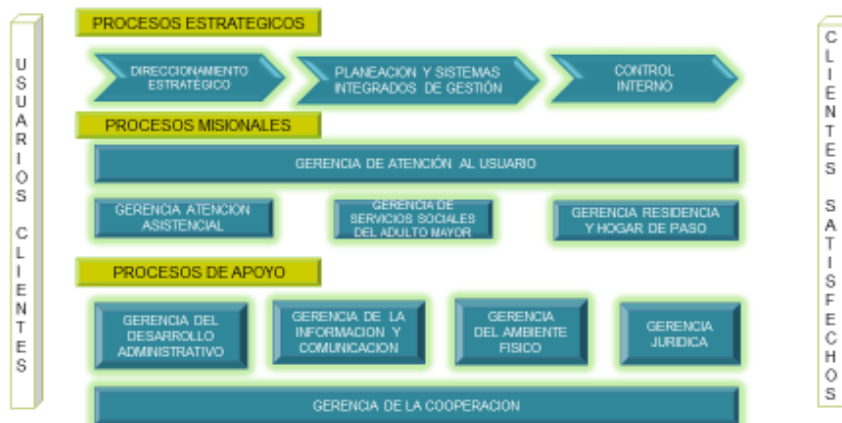 PROCESOS ESTRATEGICOS
USUARIOS CLIENTES
DIRECCIONAMIENTO
ESTRATÉGICO
PLANEACION Y SISTEMAS
INTEGRADOS DE GESTIÓN
CONTROL
INTERNO
CLIENTES SATISFECHOS
PROCESOS MISIONALES
GERENCIA DE ATENCIÓN AL USUARIO
GERENCIA ATENCION
ASISTENCIAL
GERENCIA DE
SERVICIOS SOCIALES
DEL ADULTO MAYOR
GERENCIA RESIDENCIA
Y HOGAR DE PASO
PROCESOS DE APOYO
GERENCIA DEL
DESARROLLO
ADMINISTRATIVO
GERENCIA DE LA
INFORMACION Y
COMUNICACION
GERENCIA
DEL AMBIENTE
FISICO
GERENCIA
JURIDICA
GERENCIA DE LA COOPERACION